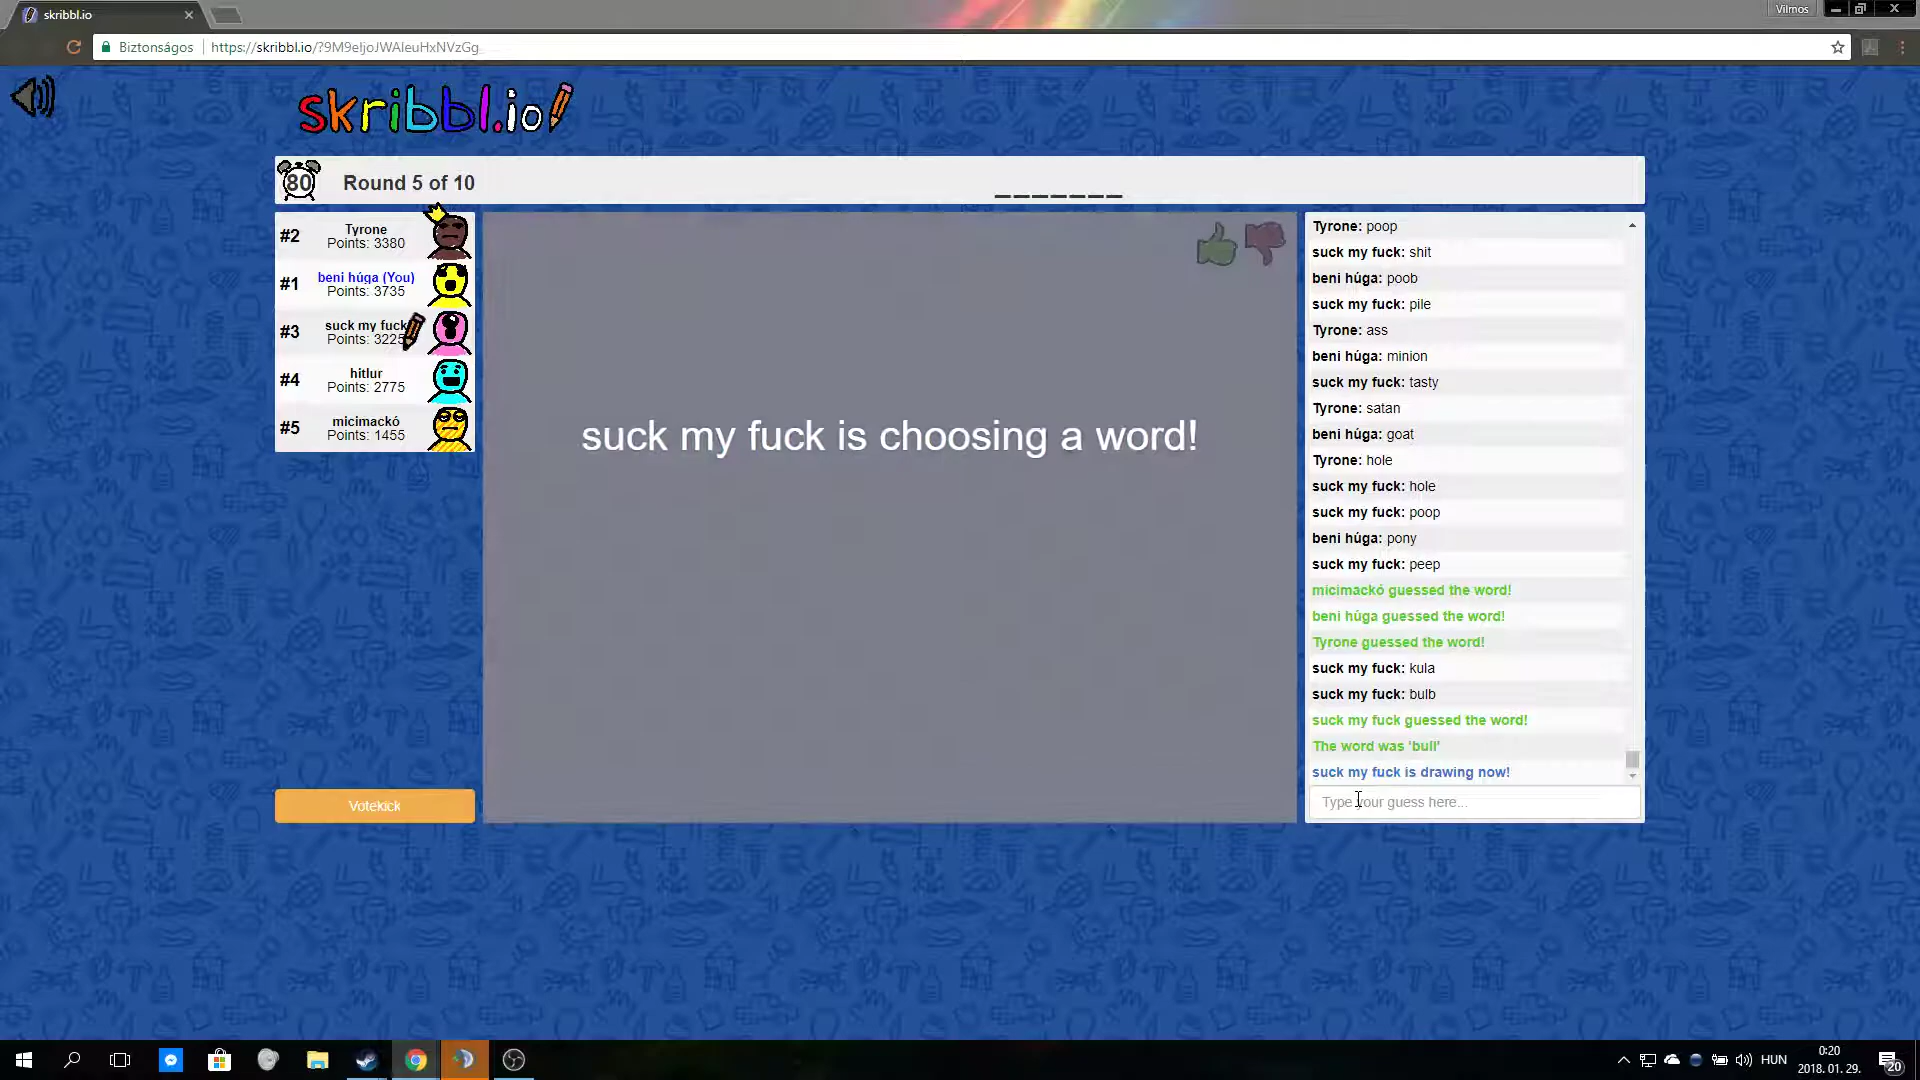 skribbl.io
Vilmos
Biztonságos
https://skribbl.io/?9M9eljoJWAleuHxNVzGg
skribbl.io
80
Round 5 of 10
_______
#2
Tyrone
Points: 3380
#1
beni húga (You)
Points: 3735
#3
suck my fuck
Points: 3225
#4
hitlur
Points: 2775
#5
micimackó
Points: 1455
Votekick
suck my fuck is choosing a word!
Tyrone: poop
suck my fuck: shit
beni húga: poob
suck my fuck: pile
Tyrone: ass
beni húga: minion
suck my fuck: tasty
Tyrone: satan
beni húga: goat
Tyrone: hole
suck my fuck: hole
suck my fuck: poop
beni húga: pony
suck my fuck: peep
micimackó guessed the word!
beni húga guessed the word!
Tyrone guessed the word!
suck my fuck: kula
suck my fuck: bulb
suck my fuck guessed the word!
The word was 'bull'
suck my fuck is drawing now!
Type your guess here...
HUN
0:20
2018. 01. 29.
20